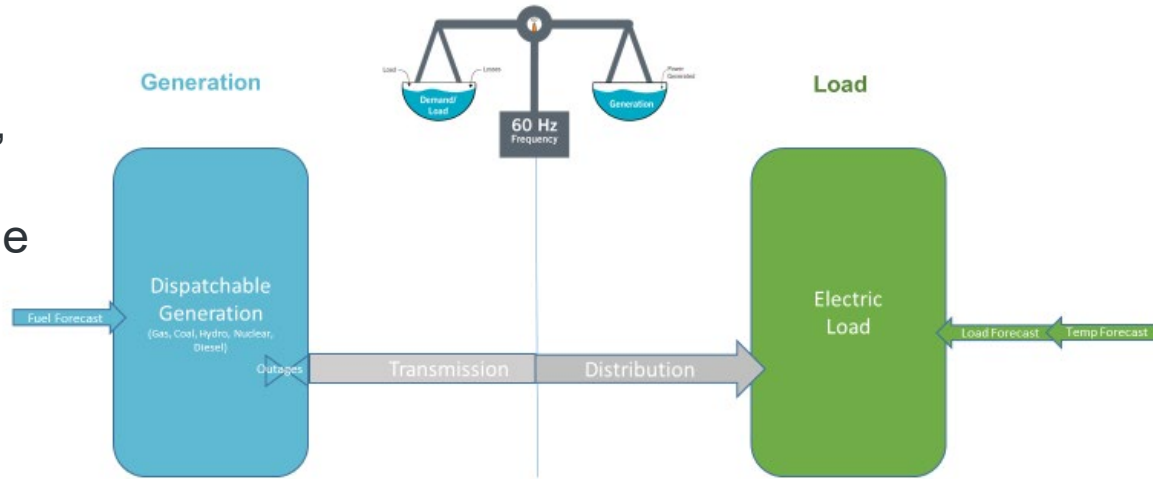 Generation
Load
Load
Losses
Power
Generated
Demand/
Load
Generation
60 Hz
Frequency
,
e
Dispatchable
Generation
(Gas, Coal, Hydro, Nuclear,
Diesel)
Fuel Forecast
Outages
Transmission
Distribution
Electric
Load
Load Forecast
Temp Forecast